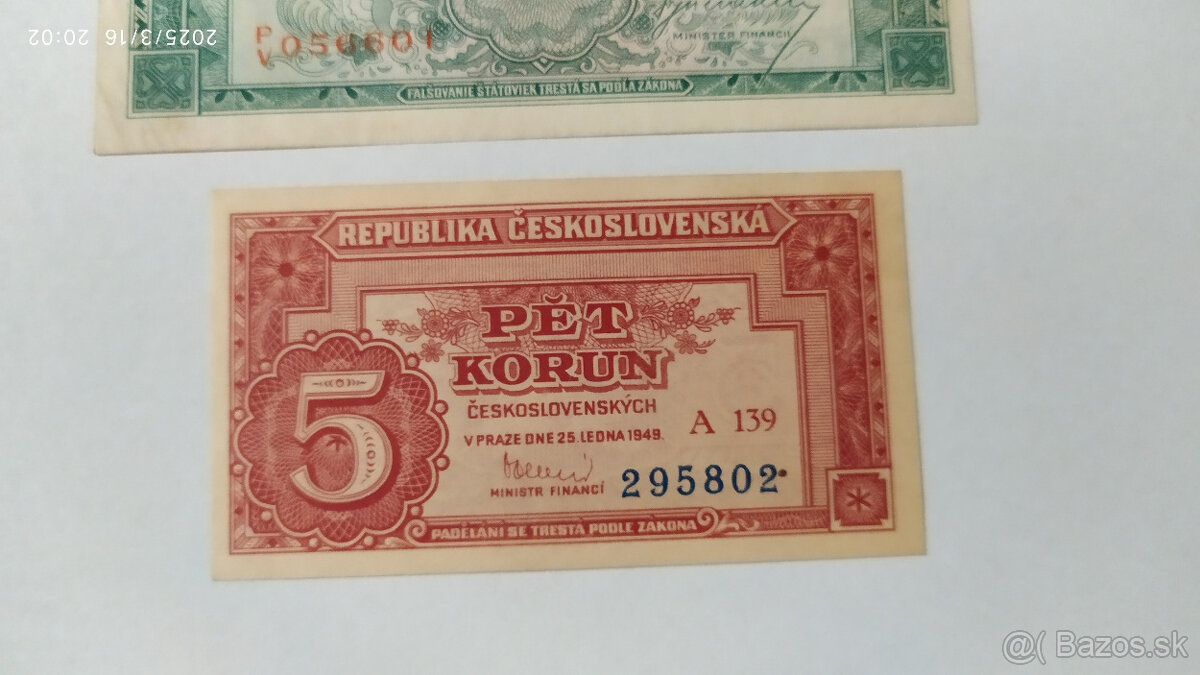 2025/3/16 20:02
P/V 056601
MINISTER FINANCIÍ
FALŠOVANIE ŠTÁTOVIEK TRESTÁ SA PODĽA ZÁKONA
REPUBLIKA ČESKOSLOVENSKÁ
PĚT
KORUN
ČESKOSLOVENSKÝCH
V PRAZE DNE 25. LEDNA 1949.
A 139
5
MINISTR FINANCÍ
295802
PADĚLÁNÍ SE TRESTÁ PODLE ZÁKONA
@( Bazos.sk